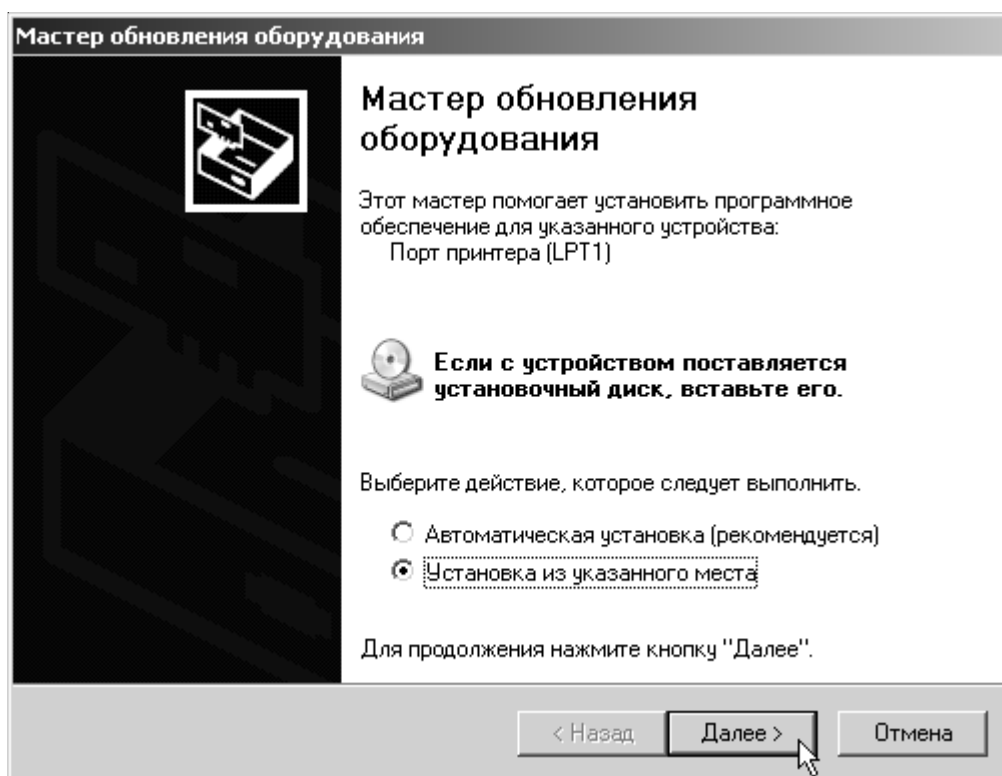 Мастер обновления оборудования
Мастер обновления
оборудования
Этот мастер помогает установить программное
обеспечение для указанного устройства:
Порт принтера (LPT1)
Если с устройством поставляется
установочный диск, вставьте его.
Выберите действие, которое следует выполнить.
Автоматическая установка (рекомендуется)
Установка из указанного места
Для продолжения нажмите кнопку "Далее".
< Назад
Далее >
Отмена